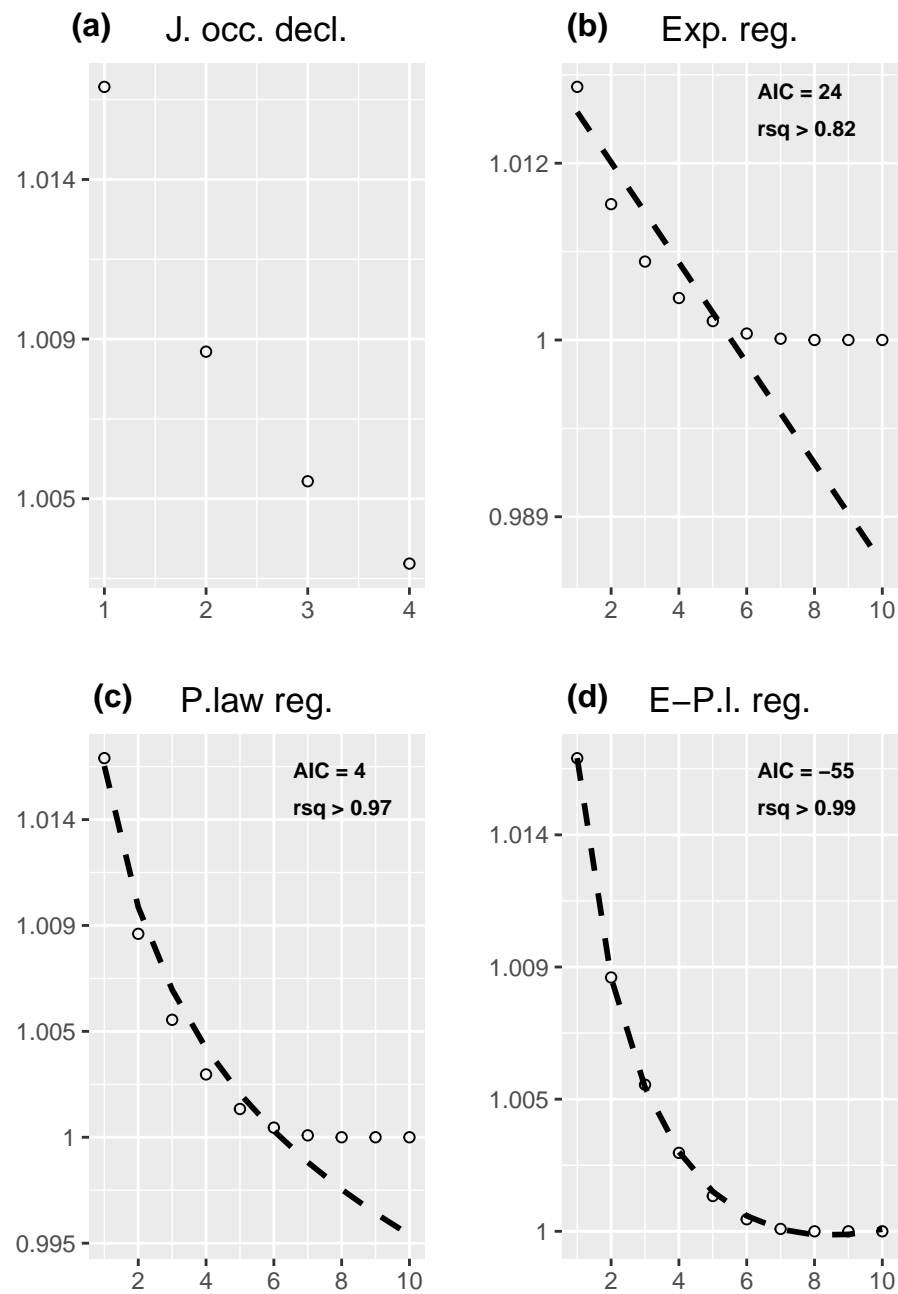 (a) J. occ. decl.
1.014
1.009
1.005
1 2 3 4
(b) Exp. reg.
AIC = 24
rsq > 0.82
1.012
1
0.989
2 4 6 8 10
(c) P.law reg.
AIC = 4
rsq > 0.97
1.014
1.009
1.005
1
0.995
2 4 6 8 10
(d) E−P.l. reg.
AIC = −55
rsq > 0.99
1.014
1.009
1.005
1
2 4 6 8 10